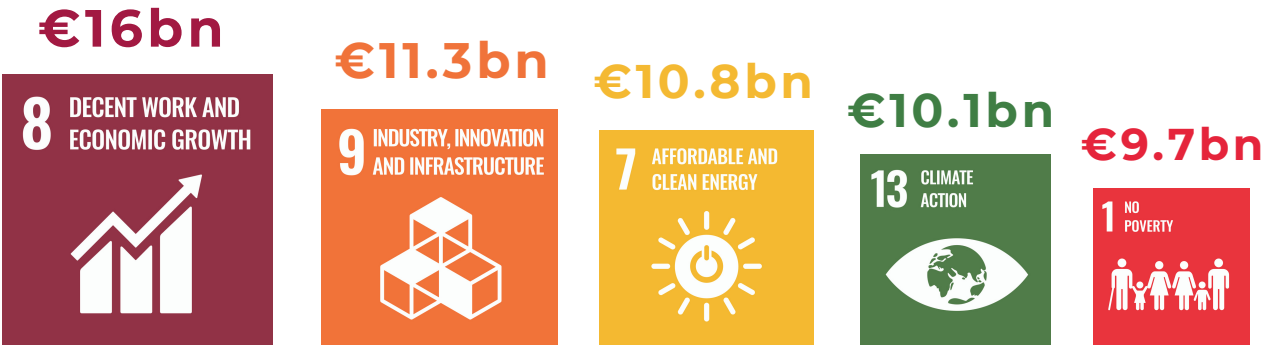 €16bn
8 DECENT WORK AND
ECONOMIC GROWTH
€11.3bn
9 INDUSTRY, INNOVATION
AND INFRASTRUCTURE
€10.8bn
7 AFFORDABLE AND
CLEAN ENERGY
€10.1bn
13 CLIMATE
ACTION
€9.7bn
1 NO
POVERTY